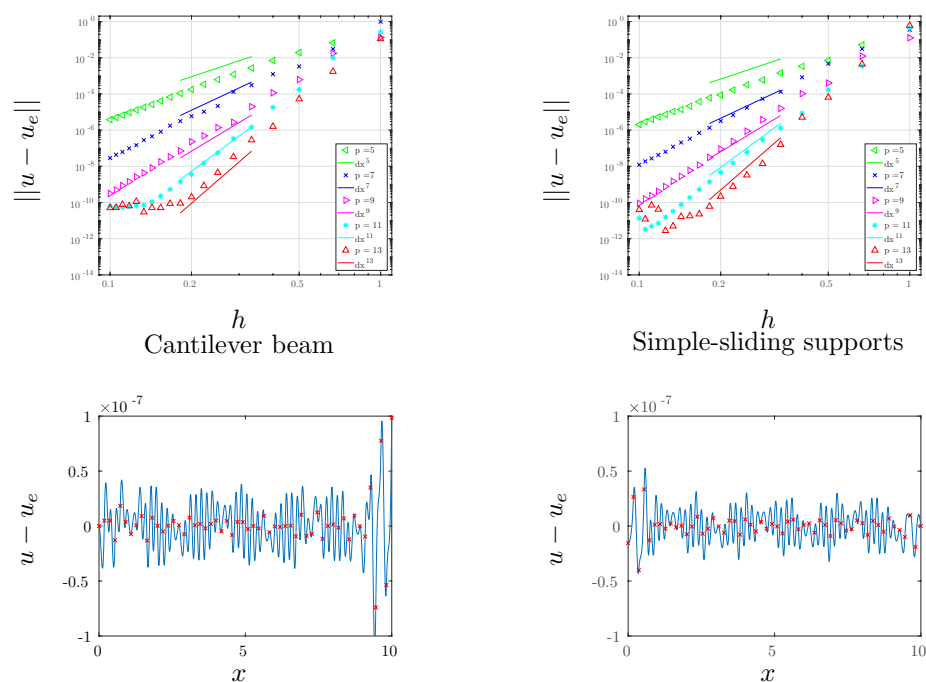 10^0
10^-2
10^-4
10^-6
10^-8
10^-10
10^-12
10^-14
||u − u_e||
0.1 0.2 0.5 1
p =5
dx^5
p =7
dx^7
p =9
dx^9
p = 11
dx^11
p = 13
dx^13
h
Cantilever beam
10^0
10^-2
10^-4
10^-6
10^-8
10^-10
10^-12
10^-14
||u − u_e||
0.1 0.2 0.5 1
p =5
dx^5
p =7
dx^7
p =9
dx^9
p = 11
dx^11
p = 13
dx^13
h
Simple-sliding supports
×10^-7
1
0.5
0
-0.5
-1
u − u_e
0 5 10
x
×10^-7
1
0.5
0
-0.5
-1
u − u_e
0 5 10
x